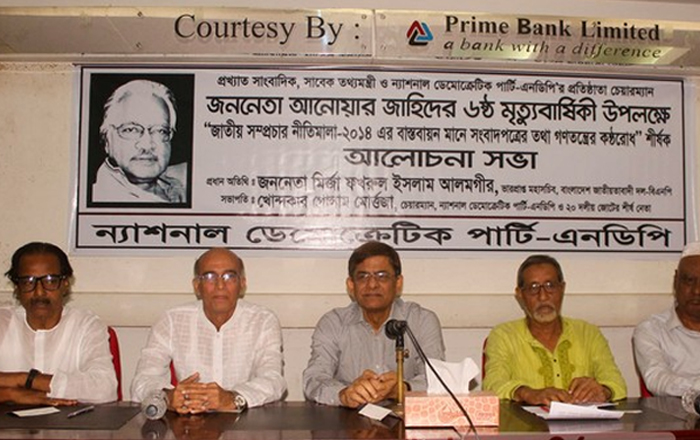 Courtesy By :
Prime Bank Limited
a bank with a difference
প্রখ্যাত সাংবাদিক, সাবেক তথ্যমন্ত্রী ও ন্যাশনাল ডেমোক্রেটিক পার্টি-এনডিপি'র প্রতিষ্ঠাতা চেয়ারম্যান
জননেতা আনোয়ার জাহিদের ৬ষ্ঠ মৃত্যুবার্ষিকী উপলক্ষে
“জাতীয় সম্প্রচার নীতিমালা-২০১৪ এর বাস্তবায়ন মানে সংবাদপত্রের তথা গণতন্ত্রের কণ্ঠরোধ” শীর্ষক
আলোচনা সভা
প্রধান অতিথি : জননেতা মির্জা ফখরুল ইসলাম আলমগীর, ভারপ্রাপ্ত মহাসচিব, বাংলাদেশ জাতীয়তাবাদী দল-বিএনপি
সভাপতি : খোন্দকার গোলাম মোর্ত্তজা, চেয়ারম্যান, ন্যাশনাল ডেমোক্রেটিক পার্টি-এনডিপি ও ২০ দলীয় জোটের শীর্ষ নেতা
ন্যাশনাল ডেমোক্রেটিক পার্টি-এনডিপি